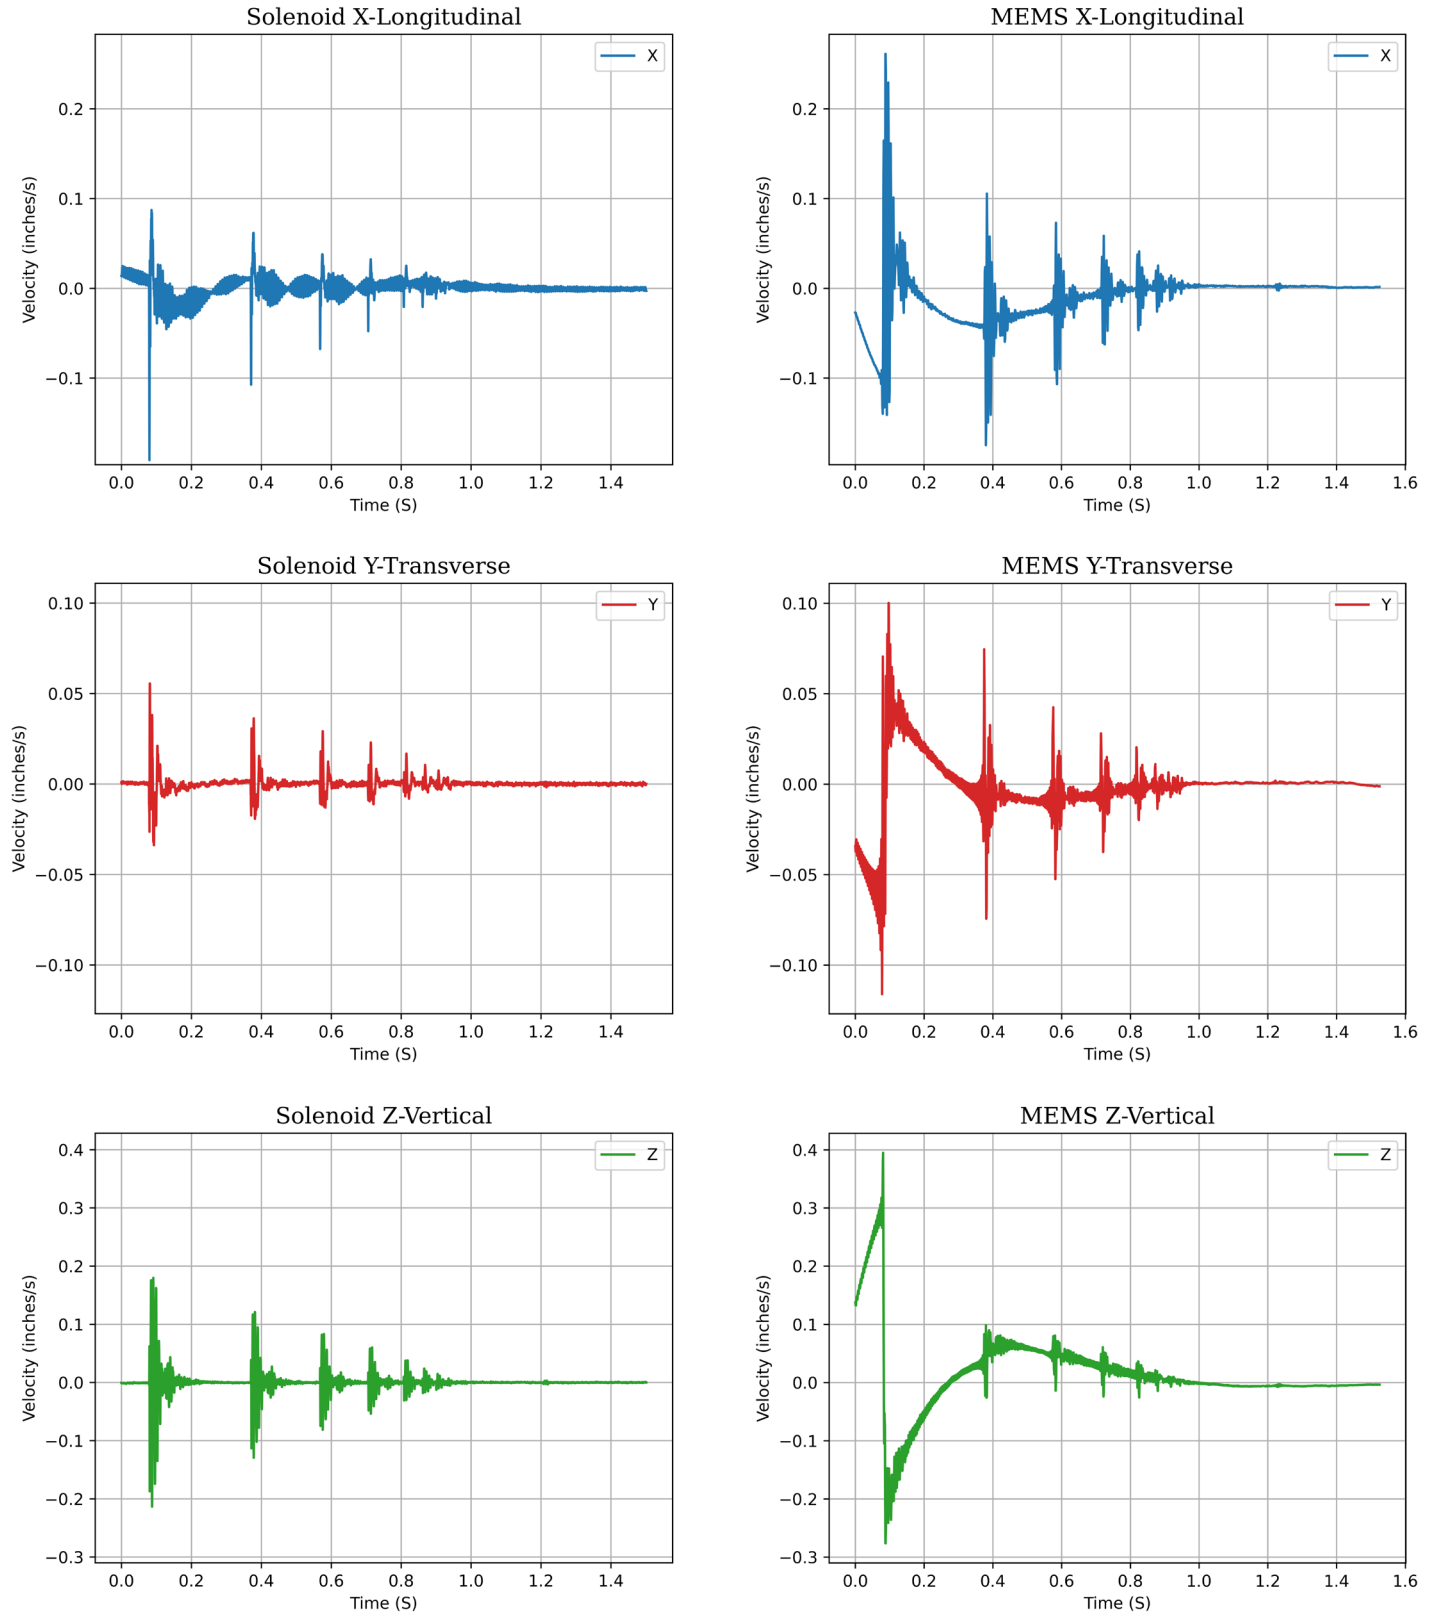 Solenoid X-Longitudinal
X
Velocity (inches/s)
0.2
0.1
0.0
−0.1
0.0 0.2 0.4 0.6 0.8 1.0 1.2 1.4
Time (S)
MEMS X-Longitudinal
X
Velocity (inches/s)
0.2
0.1
0.0
−0.1
0.0 0.2 0.4 0.6 0.8 1.0 1.2 1.4 1.6
Time (S)
Solenoid Y-Transverse
Y
Velocity (inches/s)
0.10
0.05
0.00
−0.05
−0.10
0.0 0.2 0.4 0.6 0.8 1.0 1.2 1.4
Time (S)
MEMS Y-Transverse
Y
Velocity (inches/s)
0.10
0.05
0.00
−0.05
−0.10
0.0 0.2 0.4 0.6 0.8 1.0 1.2 1.4 1.6
Time (S)
Solenoid Z-Vertical
Z
Velocity (inches/s)
0.4
0.3
0.2
0.1
0.0
−0.1
−0.2
−0.3
0.0 0.2 0.4 0.6 0.8 1.0 1.2 1.4
Time (S)
MEMS Z-Vertical
Z
Velocity (inches/s)
0.4
0.3
0.2
0.1
0.0
−0.1
−0.2
−0.3
0.0 0.2 0.4 0.6 0.8 1.0 1.2 1.4 1.6
Time (S)